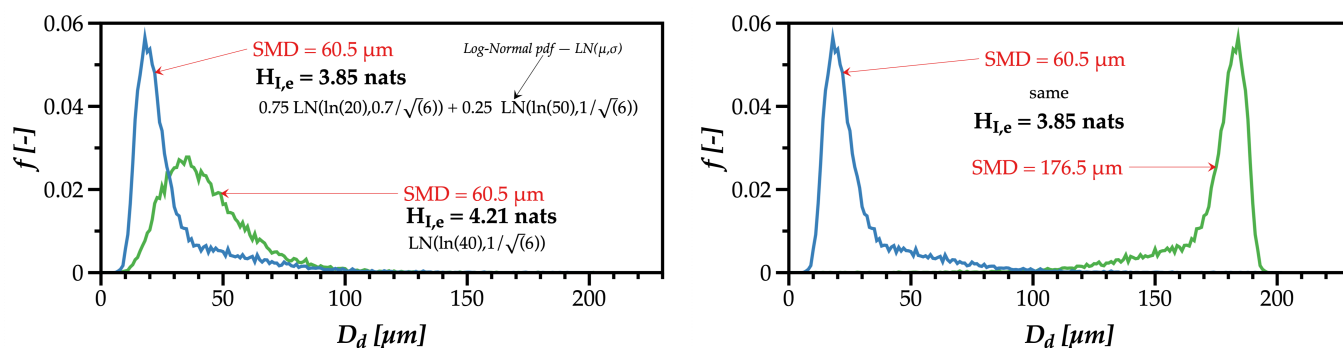 0.06
0.04
0.02
0
f [-]
SMD = 60.5 µm
H_I,e = 3.85 nats
0.75 LN(ln(20),0.7/√(6)) + 0.25 LN(ln(50),1/√(6))
Log-Normal pdf — LN(μ,σ)
SMD = 60.5 µm
H_I,e = 4.21 nats
LN(ln(40),1/√(6))
0 50 100 150 200
D_d [µm]
0.06
0.04
0.02
0
f [-]
SMD = 60.5 µm
same
H_I,e = 3.85 nats
SMD = 176.5 µm
0 50 100 150 200
D_d [µm]